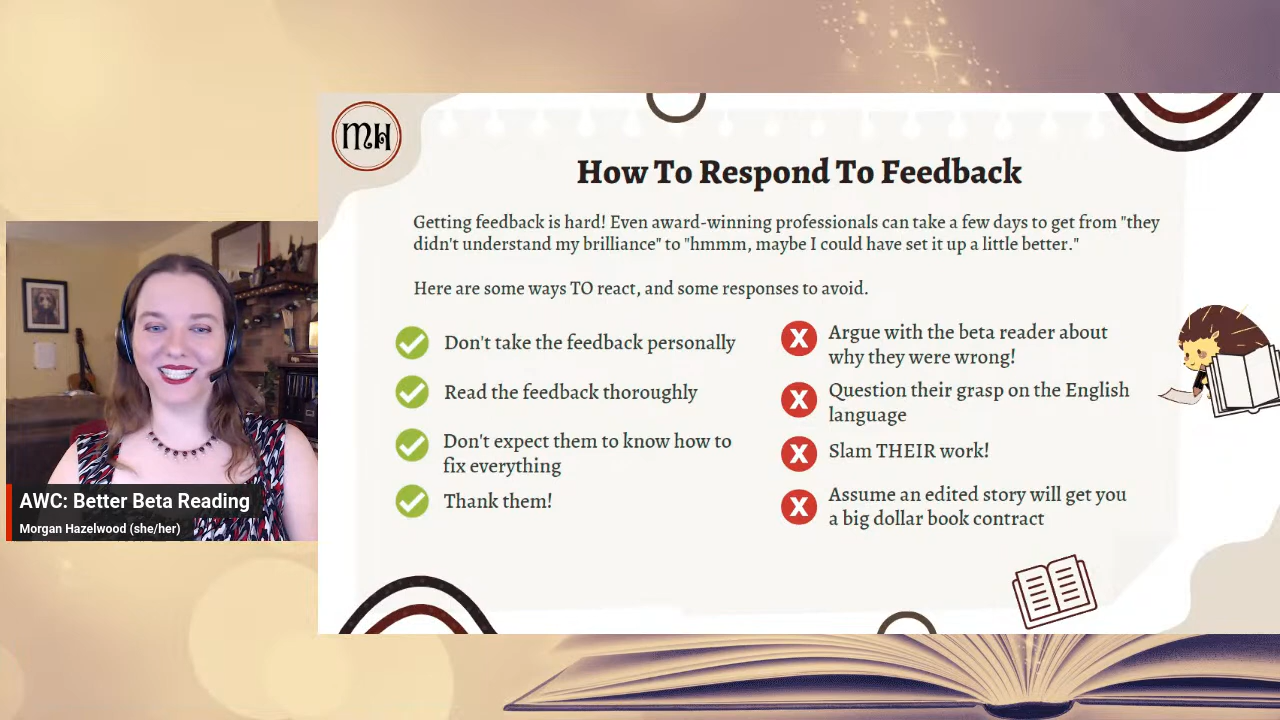 MH
How To Respond To Feedback
Getting feedback is hard! Even award-winning professionals can take a few days to get from "they
didn't understand my brilliance" to "hmmm, maybe I could have set it up a little better."
Here are some ways TO react, and some responses to avoid.
Don't take the feedback personally
Read the feedback thoroughly
Don't expect them to know how to
fix everything
Thank them!
X
Argue with the beta reader about
why they were wrong!
X
Question their grasp on the English
language
X
Slam THEIR work!
X
Assume an edited story will get you
a big dollar book contract
AWC: Better Beta Reading
Morgan Hazelwood (she/her)